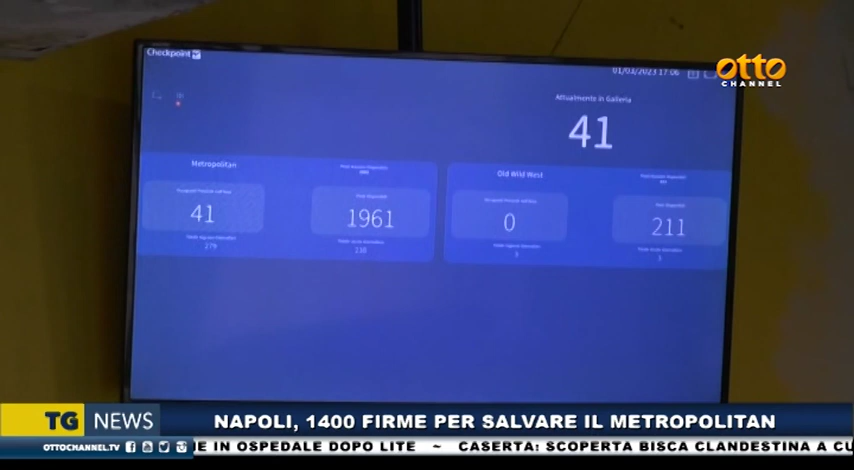 Checkpoint
01/03/2023 17:06
otto
CHANNEL
Attualmente in Galleria
41
Metropolitan
Old Wild West
41
1961
0
211
279
238
3
3
TG NEWS
NAPOLI, 1400 FIRME PER SALVARE IL METROPOLITAN
OTTOCHANNEL.TV
E IN OSPEDALE DOPO LITE ~ CASERTA: SCOPERTA BISCA CLANDESTINA A CU